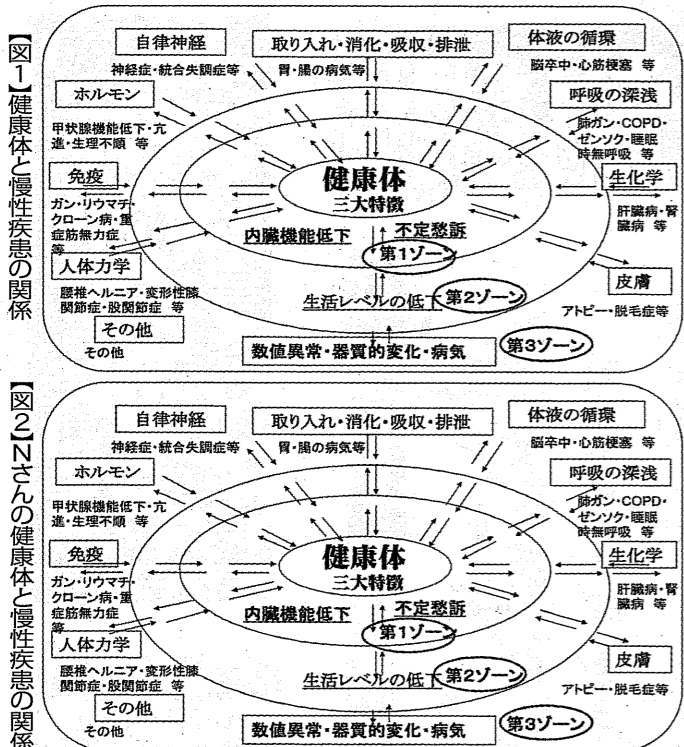 【図1】健康体と慢性疾患の関係
自律神経
神経症・統合失調症等
取り入れ・消化・吸収・排泄
胃・腸の病気等
体液の循環
脳卒中・心筋梗塞 等
ホルモン
甲状腺機能低下・亢
進・生理不順 等
呼吸の深浅
肺ガン・COPD・
ゼンソク・睡眠
時無呼吸 等
免疫
ガン・リウマチ・
クローン病・重
症筋無力症
等
生化学
肝臓病・腎
臓病 等
健康体
三大特徴
内臓機能低下
不定愁訴
第1ゾーン
人体力学
腰椎ヘルニア・変形性膝
関節症・股関節症 等
皮膚
アトピー・脱毛症等
生活レベルの低下
第2ゾーン
その他
その他
数値異常・器質的変化・病気
第3ゾーン
【図2】Nさんの健康体と慢性疾患の関係
自律神経
神経症・統合失調症等
取り入れ・消化・吸収・排泄
胃・腸の病気等
体液の循環
脳卒中・心筋梗塞 等
ホルモン
甲状腺機能低下・亢
進・生理不順 等
呼吸の深浅
肺ガン・COPD・
ゼンソク・睡眠
時無呼吸 等
免疫
ガン・リウマチ・
クローン病・重
症筋無力症
等
生化学
肝臓病・腎
臓病 等
健康体
三大特徴
内臓機能低下
不定愁訴
第1ゾーン
人体力学
腰椎ヘルニア・変形性膝
関節症・股関節症 等
皮膚
アトピー・脱毛症等
生活レベルの低下
第2ゾーン
その他
その他
数値異常・器質的変化・病気
第3ゾーン